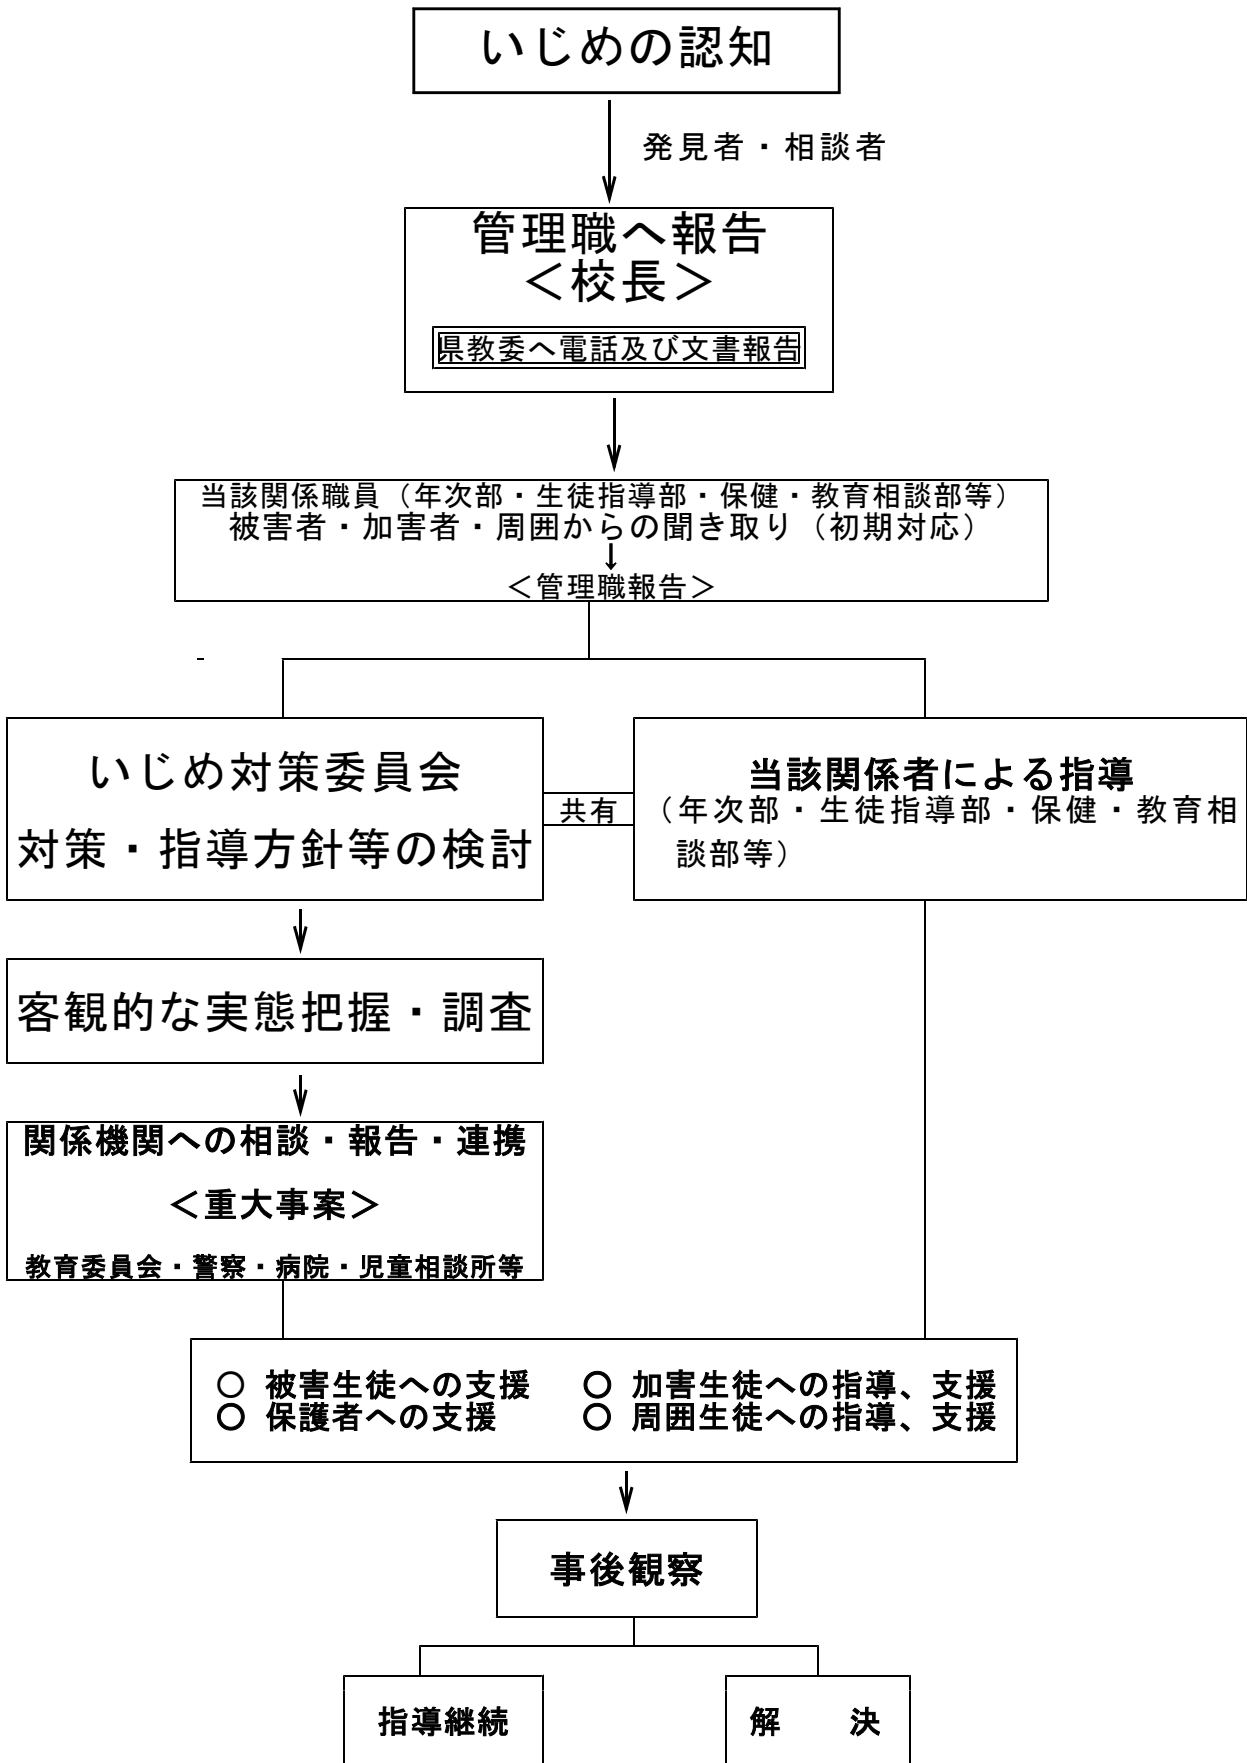 いじめの認知
発見者・相談者
管理職へ報告
＜校長＞
県教委へ電話及び文書報告
当該関係職員（年次部・生徒指導部・保健・教育相談部等）
被害者・加害者・周囲からの聞き取り（初期対応）
↓
＜管理職報告＞
いじめ対策委員会
対策・指導方針等の検討
共有
当該関係者による指導
（年次部・生徒指導部・保健・教育相
談部等）
客観的な実態把握・調査
関係機関への相談・報告・連携
＜重大事案＞
教育委員会・警察・病院・児童相談所等
○ 被害生徒への支援　○ 加害生徒への指導、支援
○ 保護者への支援　○ 周囲生徒への指導、支援
事後観察
指導継続
解　決